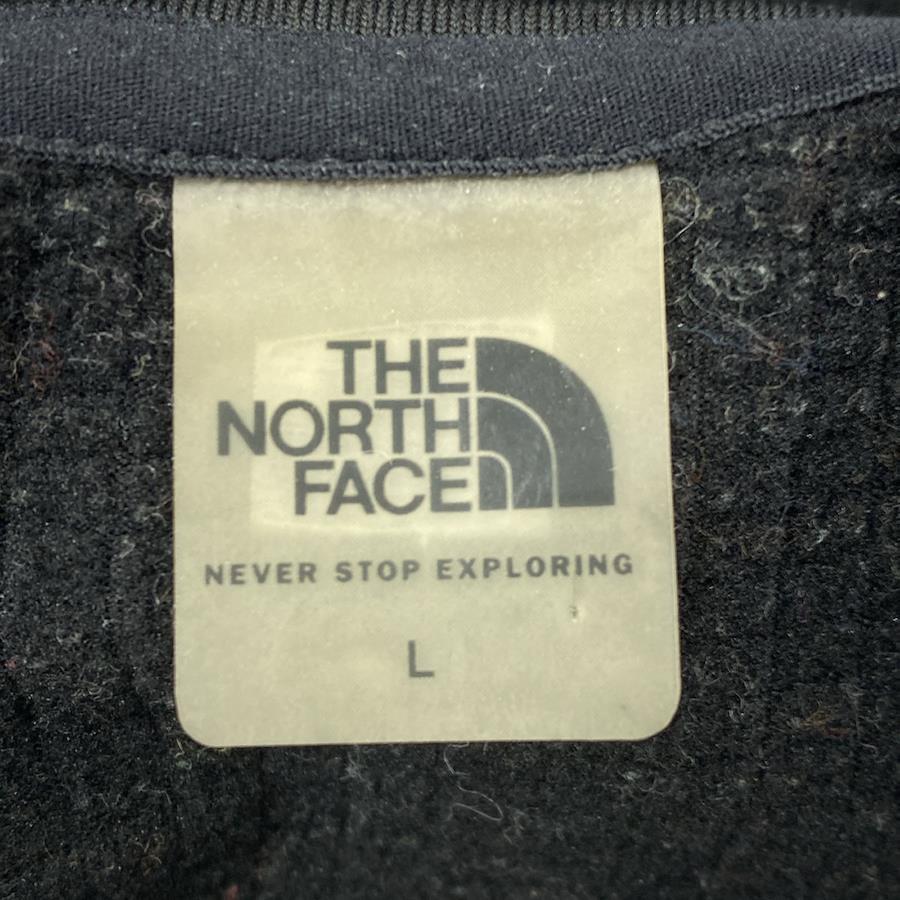 THE
NORTH
FACE
NEVER STOP EXPLORING
L